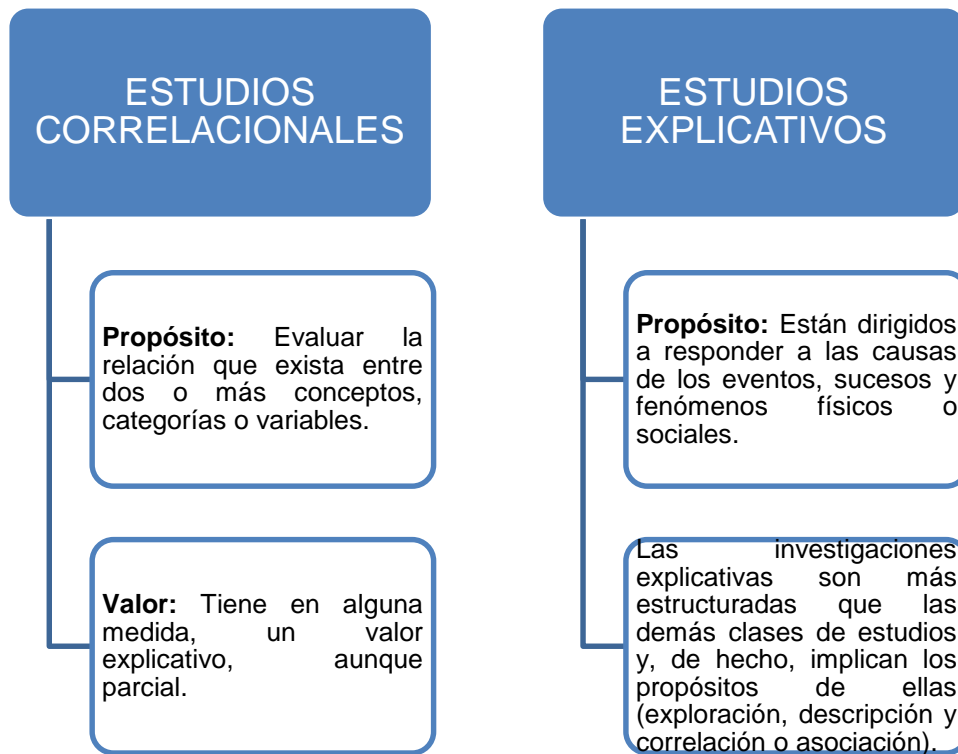 ESTUDIOS
CORRELACIONALES
Propósito: Evaluar la
relación que exista entre
dos o más conceptos,
categorías o variables.
Valor: Tiene en alguna
medida, un valor
explicativo, aunque
parcial.
ESTUDIOS
EXPLICATIVOS
Propósito: Están dirigidos
a responder a las causas
de los eventos, sucesos y
fenómenos físicos o
sociales.
Las investigaciones
explicativas son más
estructuradas que las
demás clases de estudios
y, de hecho, implican los
propósitos de ellas
(exploración, descripción y
correlación o asociación).